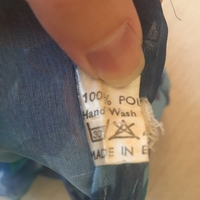 100% POL
Hand Wash
MADE IN E